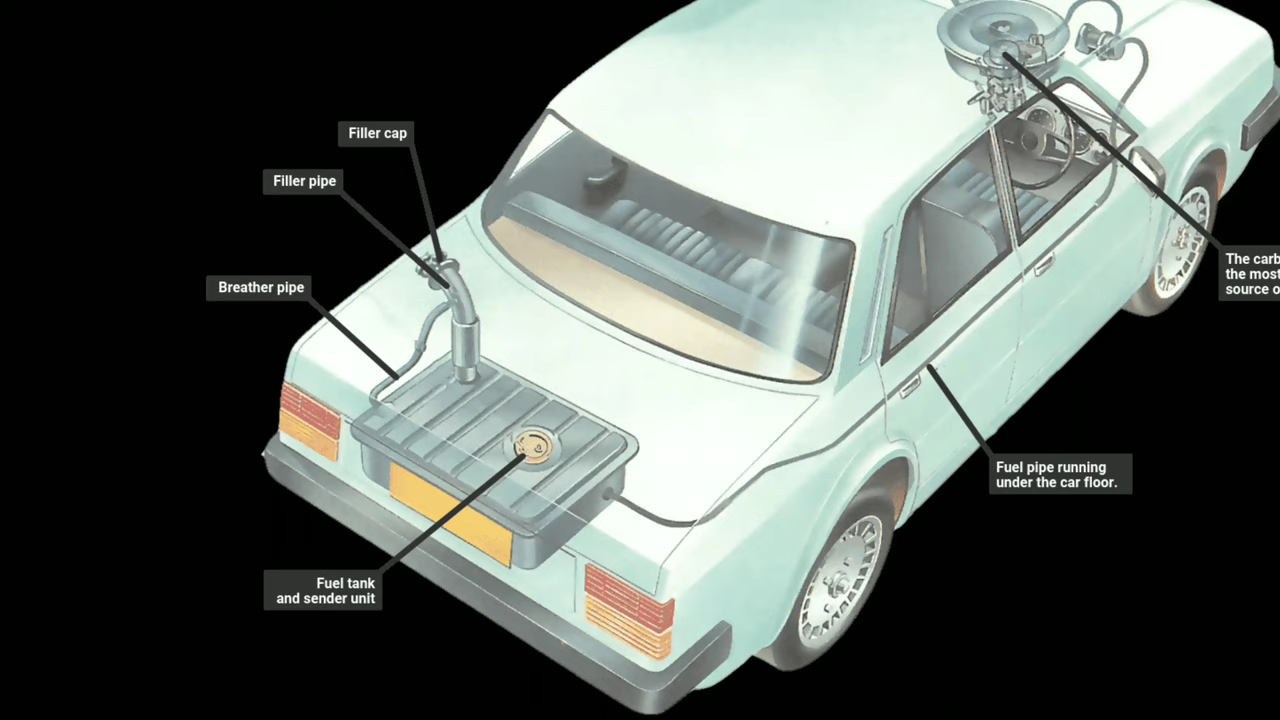 Filler cap
Filler pipe
Breather pipe
The carb
the most
source o
Fuel pipe running
under the car floor.
Fuel tank
and sender unit